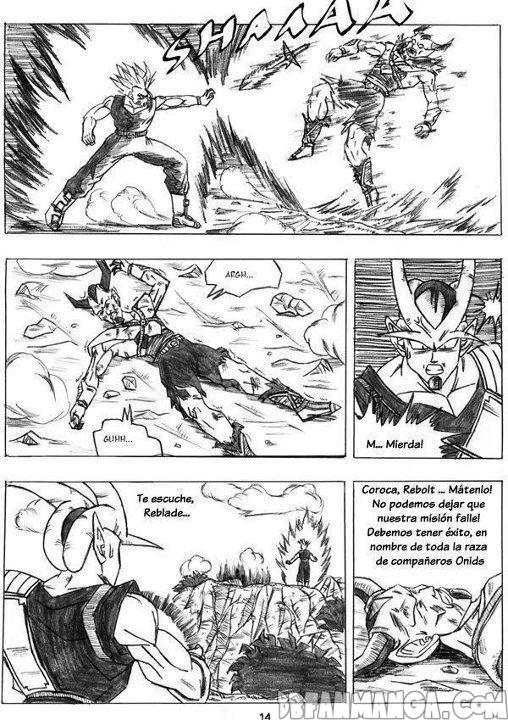 SHAAAAA
ARGH...
GUHH...
M... Mierda!
Te escuche,
Reblade...
Coroca, Rebolt ... Mátenlo!
No podemos dejar que
nuestra misión falle!
Debemos tener éxito, en
nombre de toda la raza
de compañeros Onids
14
DBFANMANGA.COM